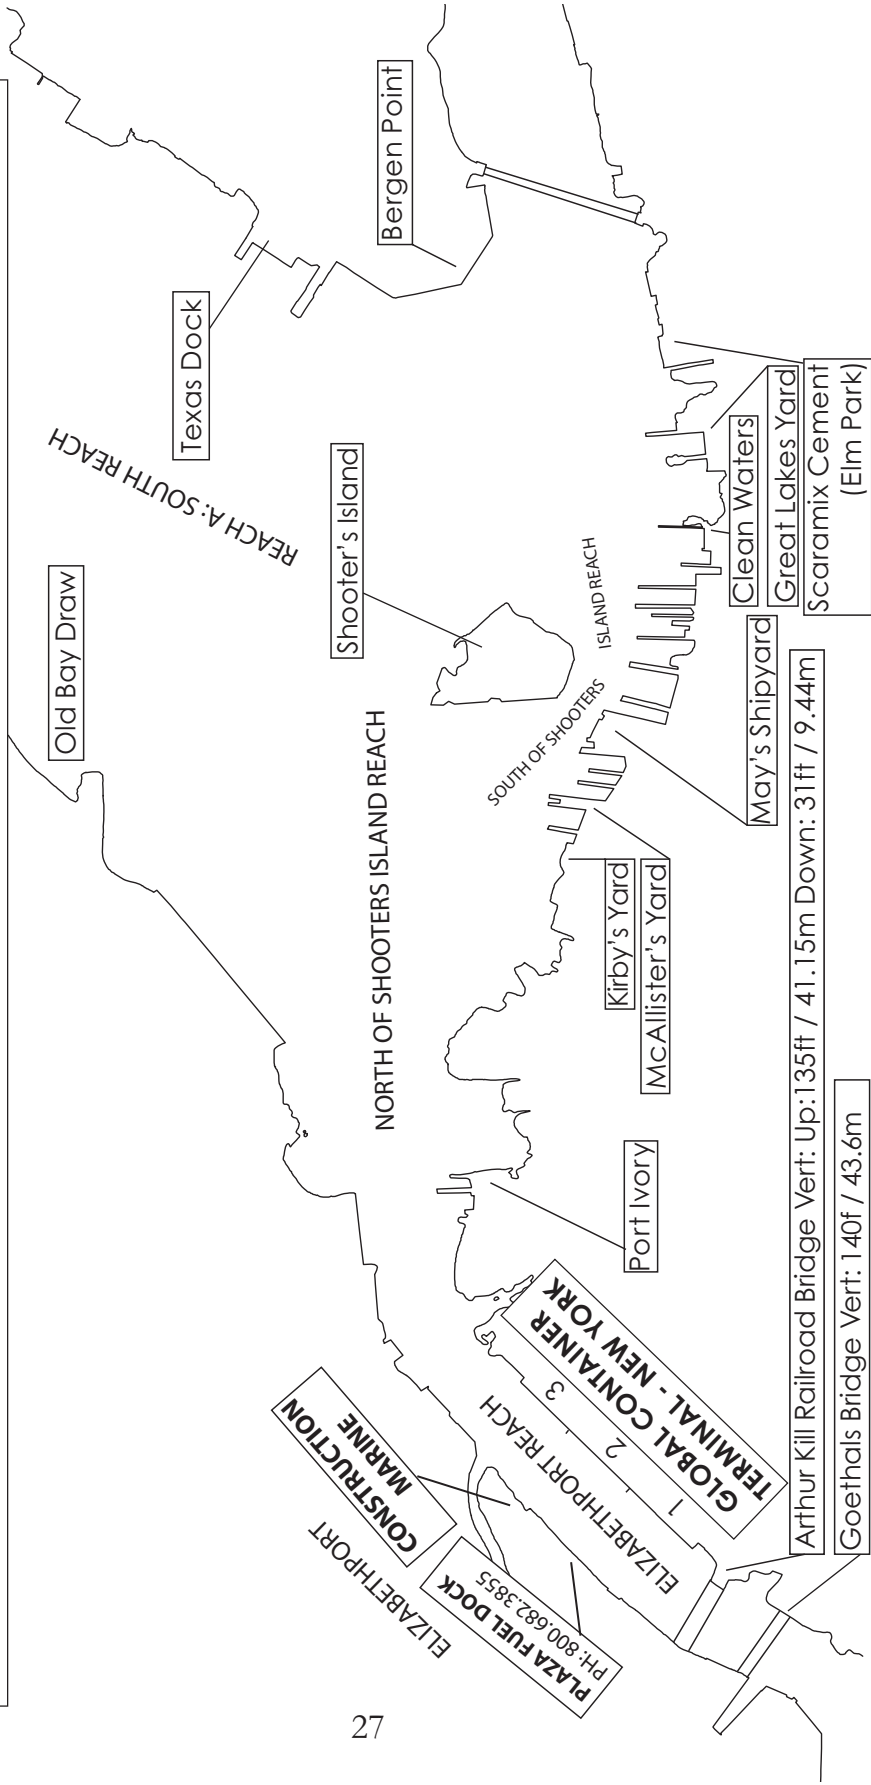 Old Bay Draw
REACH A: SOUTH REACH
Texas Dock
Bergen Point
Shooter's Island
NORTH OF SHOOTERS ISLAND REACH
SOUTH OF SHOOTERS
ISLAND REACH
CONSTRUCTION
MARINE
ELIZABETHPORT
PLAZA FUEL DOCK
PH:800.682.3855
ELIZABETHPORT REACH
1
2
3
GLOBAL CONTAINER
TERMINAL - NEW YORK
Port Ivory
Kirby's Yard
McAllister's Yard
May's Shipyard
Clean Waters
Great Lakes Yard
Scaramix Cement
(Elm Park)
Arthur Kill Railroad Bridge Vert: Up:135ft / 41.15m Down: 31ft / 9.44m
Goethals Bridge Vert: 140f / 43.6m
27